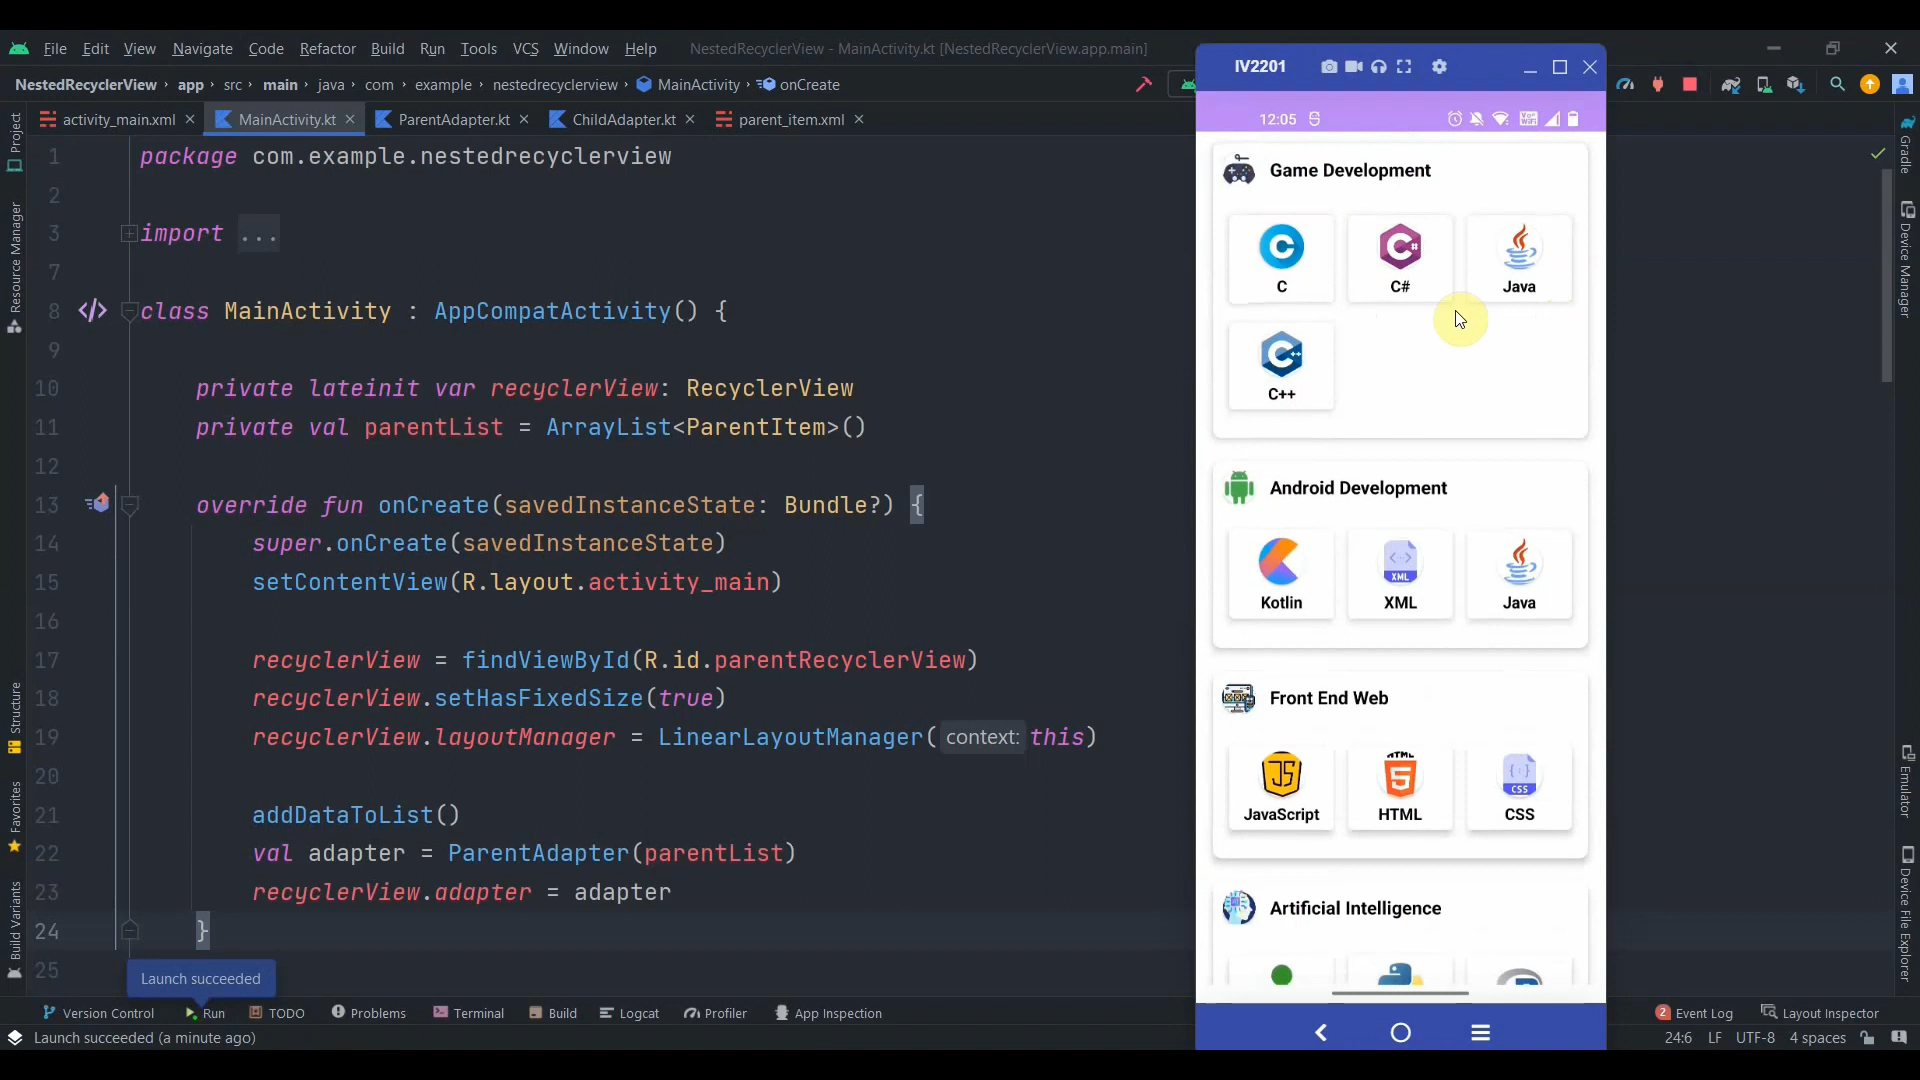 File Edit View Navigate Code Refactor Build Run Tools VCS Window Help NestedRecyclerView - MainActivity.kt [NestedRecyclerView.app.main]
NestedRecyclerView app src main java com example nestedrecyclerview MainActivity onCreate
activity_main.xml MainActivity.kt ParentAdapter.kt ChildAdapter.kt parent_item.xml
Project
Resource Manager
Structure
Favorites
Build Variants
1 package com.example.nestedrecyclerview
2
3 import ...
7
8 class MainActivity : AppCompatActivity() {
9
10 private lateinit var recyclerView: RecyclerView
11 private val parentList = ArrayList<ParentItem>()
12
13 override fun onCreate(savedInstanceState: Bundle?) {
14 super.onCreate(savedInstanceState)
15 setContentView(R.layout.activity_main)
16
17 recyclerView = findViewById(R.id.parentRecyclerView)
18 recyclerView.setHasFixedSize(true)
19 recyclerView.layoutManager = LinearLayoutManager( context: this)
20
21 addDataToList()
22 val adapter = ParentAdapter(parentList)
23 recyclerView.adapter = adapter
24 }
25
Launch succeeded
IV2201
12:05
Game Development
C C# Java
C++
Android Development
XML
Kotlin XML Java
Front End Web
JS HTML 5 {:} CSS
JavaScript HTML CSS
Artificial Intelligence
Gradle
Device Manager
Emulator
Device File Explorer
Version Control Run TODO Problems Terminal Build Logcat Profiler App Inspection 2 Event Log Layout Inspector
Launch succeeded (a minute ago) 24:6 LF UTF-8 4 spaces